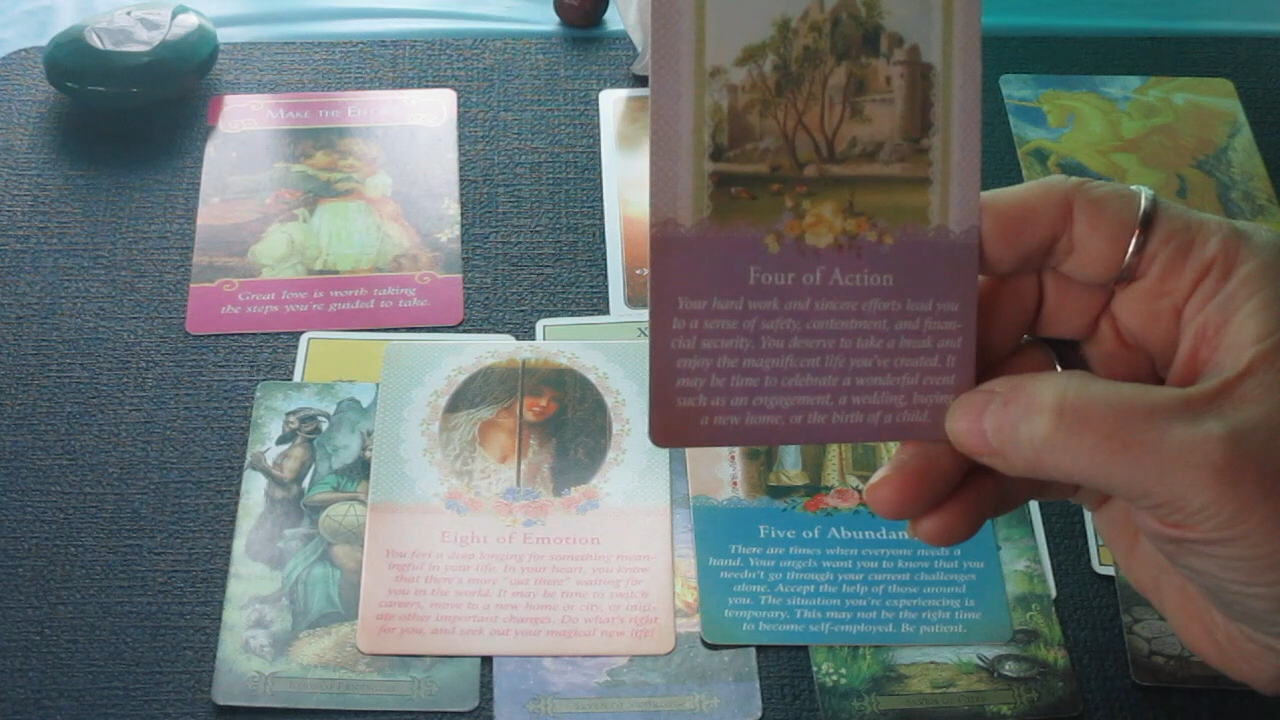 MAKE THE
Great love is worth taking
the steps you're guided to take.
X
Four of Action
Your hard work and sincere efforts lead you
to a sense of safety, contentment, and finan-
cial security. You deserve to take a break and
enjoy the magnificent life you've created. It
may be time to celebrate a wonderful event
such as an engagement, a wedding, buying
a new home, or the birth of a child.
Eight of Emotion
You feel a deep longing for something mean-
ingful in your life. In your heart, you know
that there's more "out there" waiting for
you in the world. It may be time to switch
careers, move to a new home or city, or initi-
ate other important changes. Do what's right
for you, and seek out your magical new life!
Five of Abundan
There are times when everyone needs a
hand. Your angels want you to know that you
needn't go through your current challenges
alone. Accept the help of those around
you. The situation you're experiencing is
temporary. This may not be the right time
to become self-employed. Be patient.